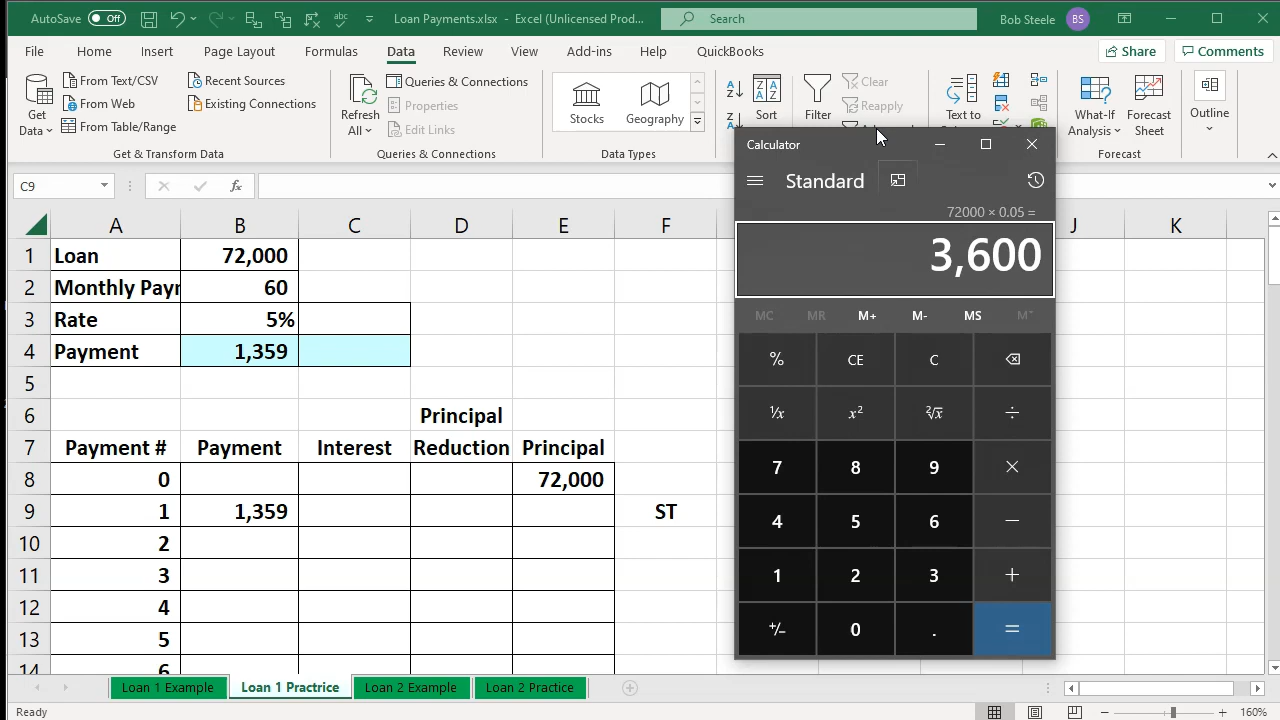 AutoSave Off Loan Payments.xlsx - Excel (Unlicensed Prod... Search Bob Steele BS
File Home Insert Page Layout Formulas Data Review View Add-ins Help QuickBooks Share Comments
Get Data
From Text/CSV
From Web
From Table/Range
Recent Sources
Existing Connections
Get & Transform Data
Refresh All
Queries & Connections
Properties
Edit Links
Queries & Connections
Stocks Geography
Data Types
Sort
Filter
Clear
Reapply
Text to
What-If Analysis
Forecast Sheet
Forecast
Outline
C9 fx
A B C D E F J K
1 Loan 72,000
2 Monthly 60
3 Rate 5%
4 Payment 1,359
5
6 Principal
7 Payment # Payment Interest Reduction Principal
8 0 72,000
9 1 1,359 ST
10 2
11 3
12 4
13 5
14 6
Calculator
Standard
72000 × 0.05 =
3,600
MC MR M+ M- MS M˅
% CE C
⅟x x² ²√x ÷
7 8 9 ×
4 5 6 −
1 2 3 +
+/− 0 . =
Loan 1 Example Loan 1 Practrice Loan 2 Example Loan 2 Practice
Ready 160%